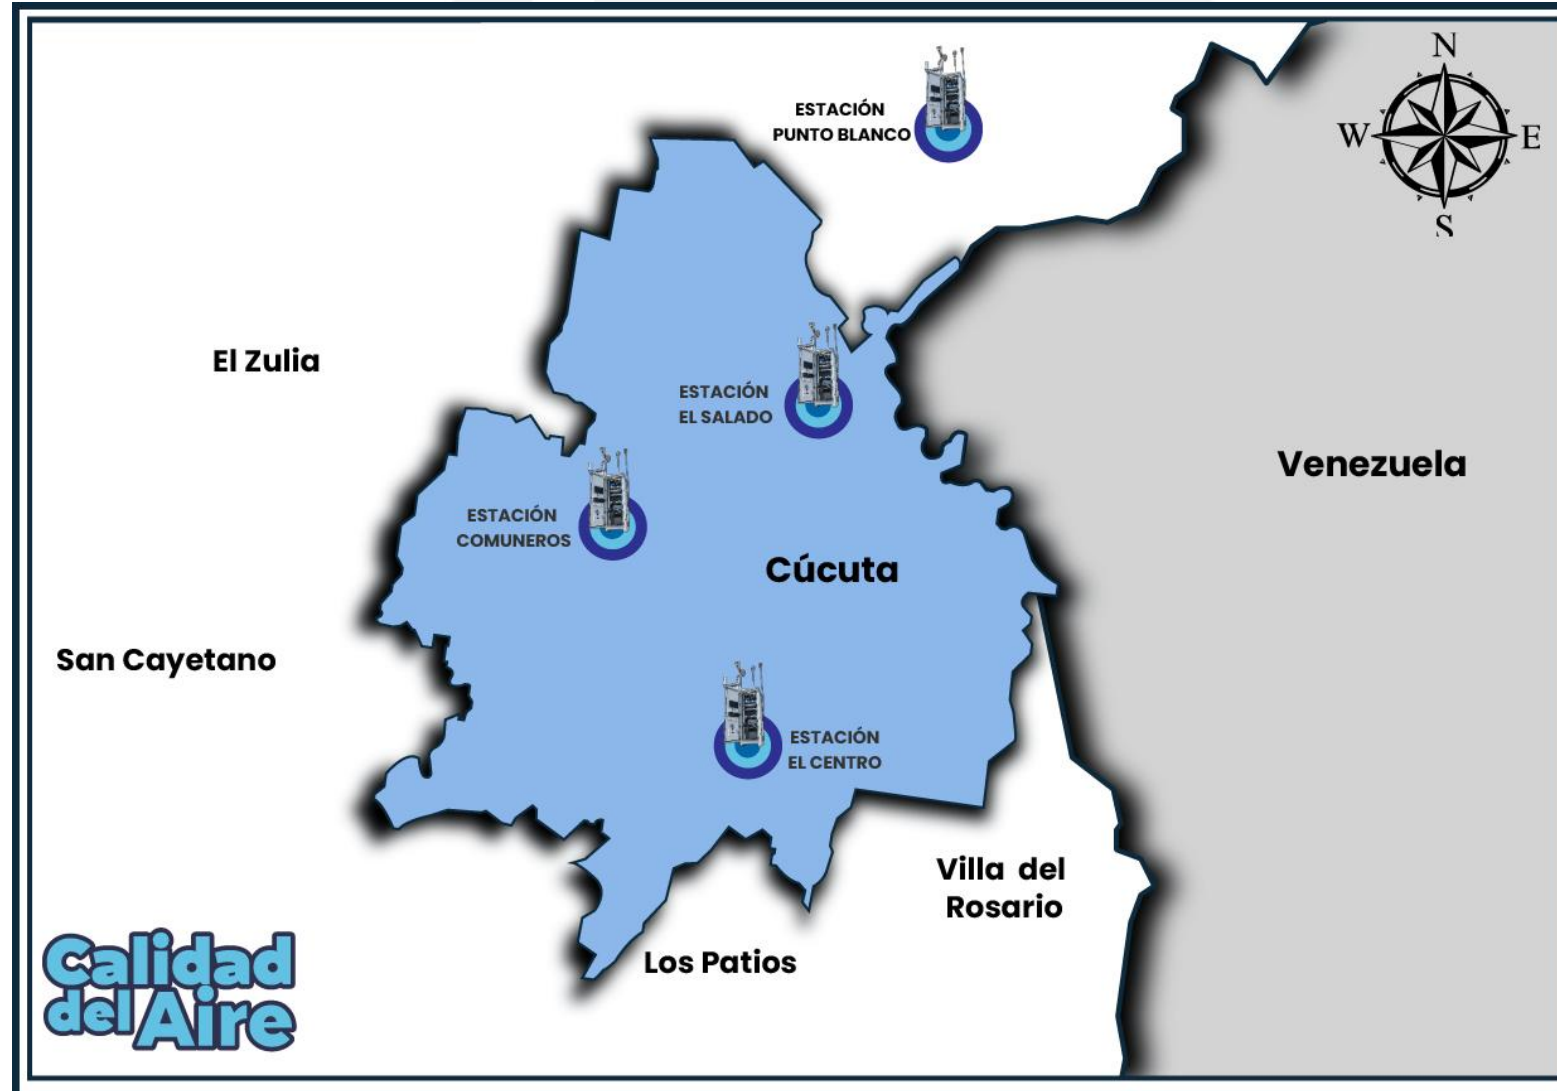 N
W
E
S
ESTACIÓN
PUNTO BLANCO
El Zulia
ESTACIÓN
EL SALADO
Venezuela
ESTACIÓN
COMUNEROS
Cúcuta
San Cayetano
ESTACIÓN
EL CENTRO
Villa del
Rosario
Los Patios
Calidad
del Aire